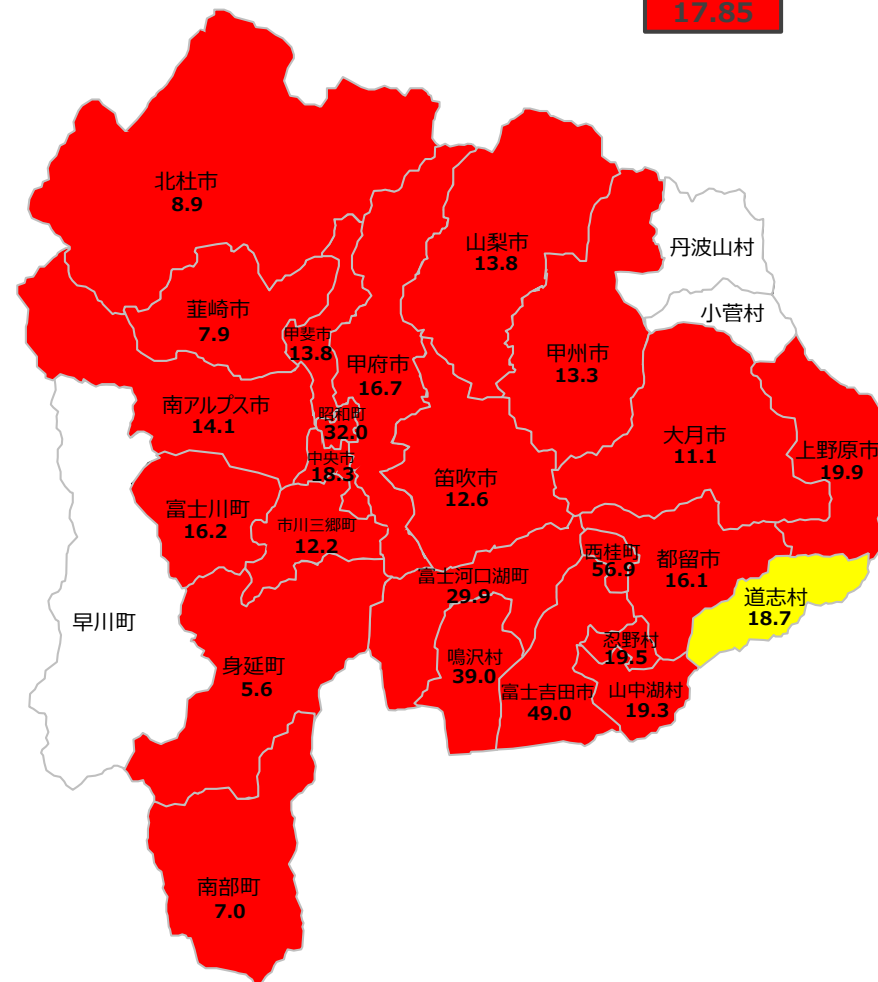 17.85
北杜市
8.9
山梨市
13.8
丹波山村
小菅村
韮崎市
7.9
甲斐市
13.8
甲府市
16.7
甲州市
13.3
南アルプス市
14.1
昭和町
32.0
大月市
11.1
上野原市
19.9
中央市
18.3
笛吹市
12.6
富士川町
16.2
市川三郷町
12.2
西桂町
56.9
都留市
16.1
富士河口湖町
29.9
道志村
18.7
早川町
忍野村
19.5
身延町
5.6
鳴沢村
39.0
富士吉田市
49.0
山中湖村
19.3
南部町
7.0